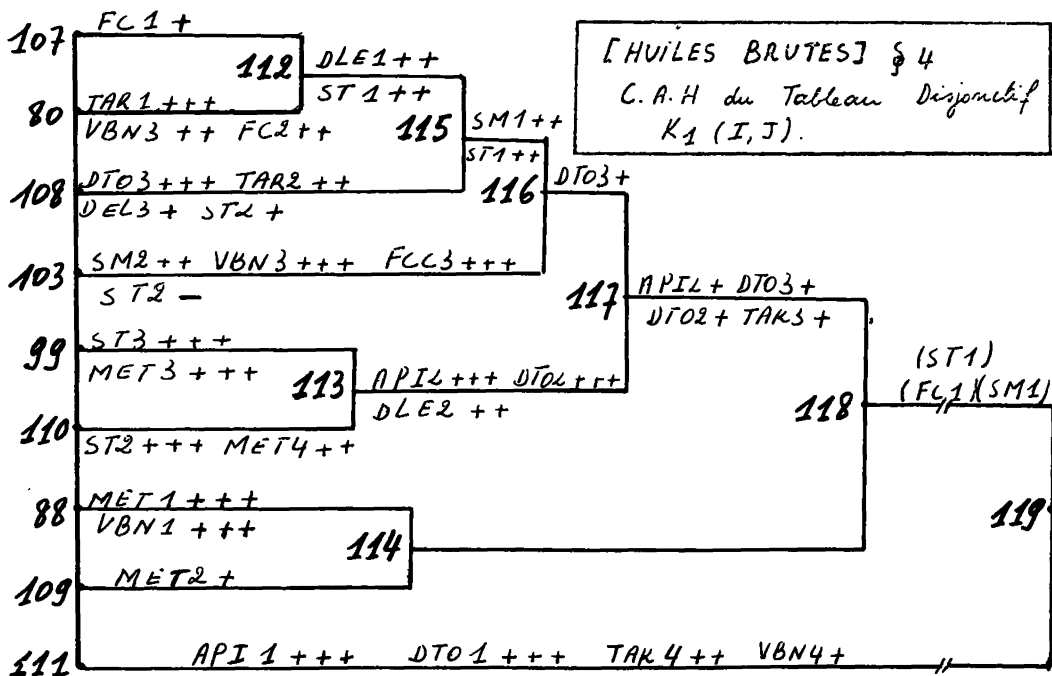 [HUILES BRUTES] § 4
C.A.H du Tableau Disjonctif
K1 (I,J).
107
FC1 +
112
DLE1 ++
ST1 ++
80
TAR1 +++
VBN3 ++ FC2 ++
115
SM1 ++
ST1 ++
108
DTO3 +++ TAR2 ++
DEL3 + ST2 +
116
DTO3 +
103
SM2 ++ VBN3 +++ FCC3 +++
ST2 -
117
API2 + DTO3 +
DTO2 + TAK3 +
99
ST3 +++
MET3 +++
113
API2 +++ DTO2 +++
DLE2 ++
118
(ST1)
(FC1)(SM1)
110
ST2 +++ MET4 ++
88
MET1 +++
VBN1 +++
114
119
109
MET2 +
111
API1 +++ DTO1 +++ TAK4 ++ VBN4 +